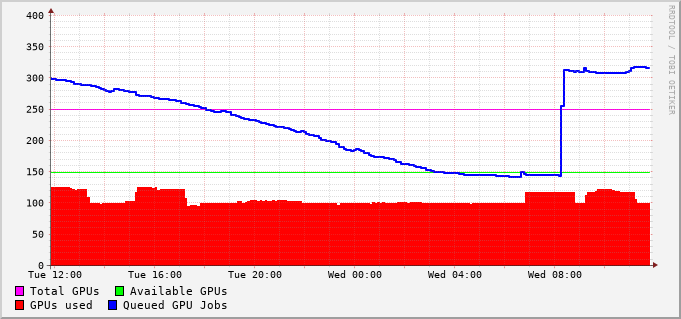 400
350
300
250
200
150
100
50
0
Tue 12:00 Tue 16:00 Tue 20:00 Wed 00:00 Wed 04:00 Wed 08:00
Total GPUs Available GPUs
GPUs used Queued GPU Jobs
RRDTOOL / TOBI OETIKER